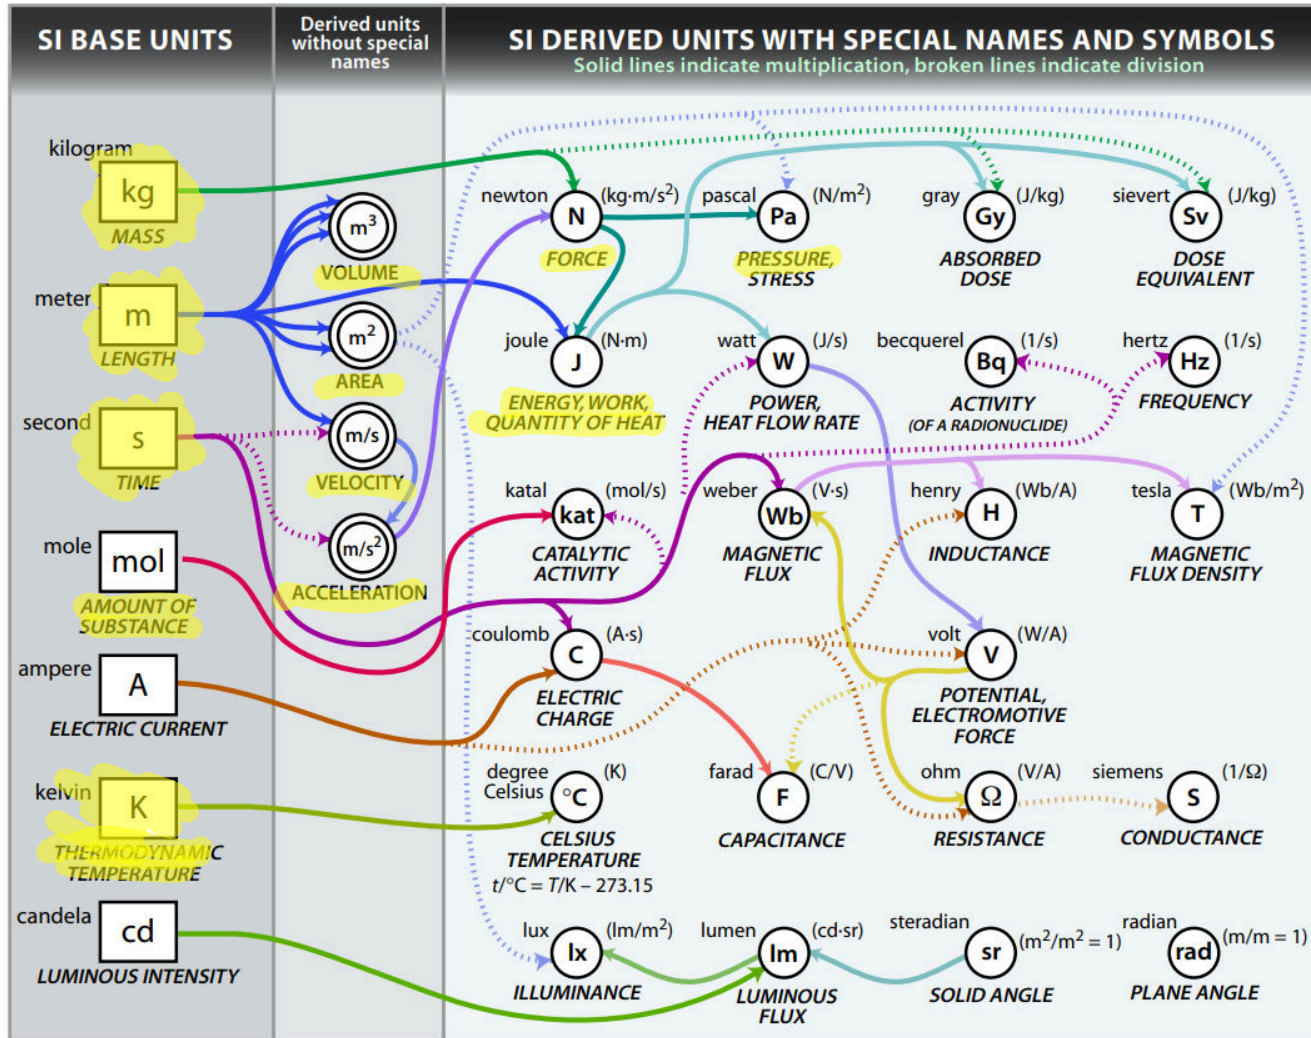 SI BASE UNITS
Derived units
without special
names
SI DERIVED UNITS WITH SPECIAL NAMES AND SYMBOLS
Solid lines indicate multiplication, broken lines indicate division
kilogram
kg
MASS
meter
m
LENGTH
second
s
TIME
mole
mol
AMOUNT OF
SUBSTANCE
ampere
A
ELECTRIC CURRENT
kelvin
K
THERMODYNAMIC
TEMPERATURE
candela
cd
LUMINOUS INTENSITY
m³
VOLUME
m²
AREA
m/s
VELOCITY
m/s²
ACCELERATION
newton
N
(kg·m/s²)
FORCE
pascal
Pa
(N/m²)
PRESSURE,
STRESS
gray
Gy
(J/kg)
ABSORBED
DOSE
sievert
Sv
(J/kg)
DOSE
EQUIVALENT
joule
J
(N·m)
ENERGY, WORK,
QUANTITY OF HEAT
watt
W
(J/s)
POWER,
HEAT FLOW RATE
becquerel
Bq
(1/s)
ACTIVITY
(OF A RADIONUCLIDE)
hertz
Hz
(1/s)
FREQUENCY
katal
kat
(mol/s)
CATALYTIC
ACTIVITY
weber
Wb
(V·s)
MAGNETIC
FLUX
henry
H
(Wb/A)
INDUCTANCE
tesla
T
(Wb/m²)
MAGNETIC
FLUX DENSITY
coulomb
C
(A·s)
ELECTRIC
CHARGE
volt
V
(W/A)
POTENTIAL,
ELECTROMOTIVE
FORCE
degree
Celsius
°C
(K)
CELSIUS
TEMPERATURE
t/°C = T/K – 273.15
farad
F
(C/V)
CAPACITANCE
ohm
Ω
(V/A)
RESISTANCE
siemens
S
(1/Ω)
CONDUCTANCE
lux
lx
(lm/m²)
ILLUMINANCE
lumen
lm
(cd·sr)
LUMINOUS
FLUX
steradian
sr
(m²/m² = 1)
SOLID ANGLE
radian
rad
(m/m = 1)
PLANE ANGLE